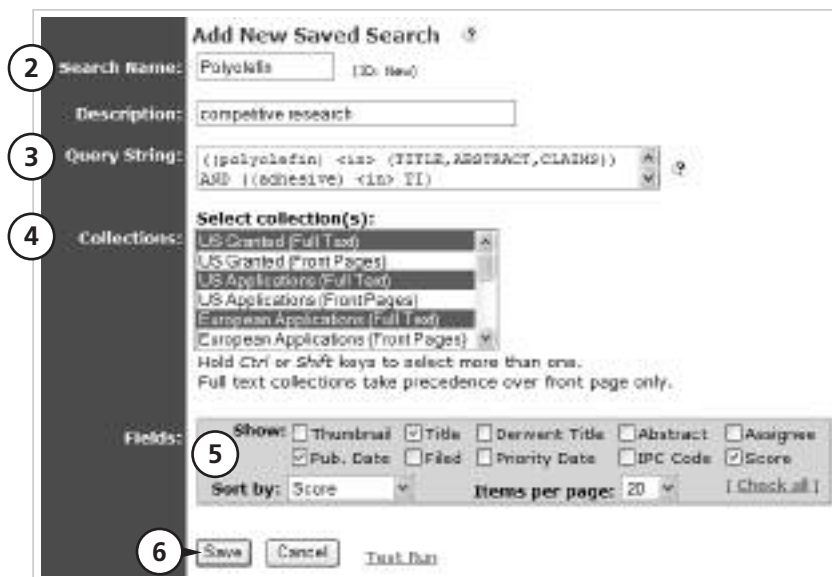 Add New Saved Search ?
2 Search Name: Polyolefin (ID: New)
Description: competitive research
3 Query String: ((polyolefin) <in> (TITLE,ABSTRACT,CLAIMS))
AND ((adhesive) <in> TI) ?
4 Collections: Select collection(s):
US Granted (Full Text)
US Granted (Front Pages)
US Applications (Full Text)
US Applications (Front Pages)
European Applications (Full Text)
European Applications (Front Pages)
Hold Ctrl or Shift keys to select more than one.
Full text collections take precedence over front page only.
Fields: 5 Show: Thumbnail Title Derwent Title Abstract Assignee
Pub. Date Filed Priority Date IPC Code Score
Sort by: Score Items per page: 20 [ Check all ]
6 Save Cancel Test Run